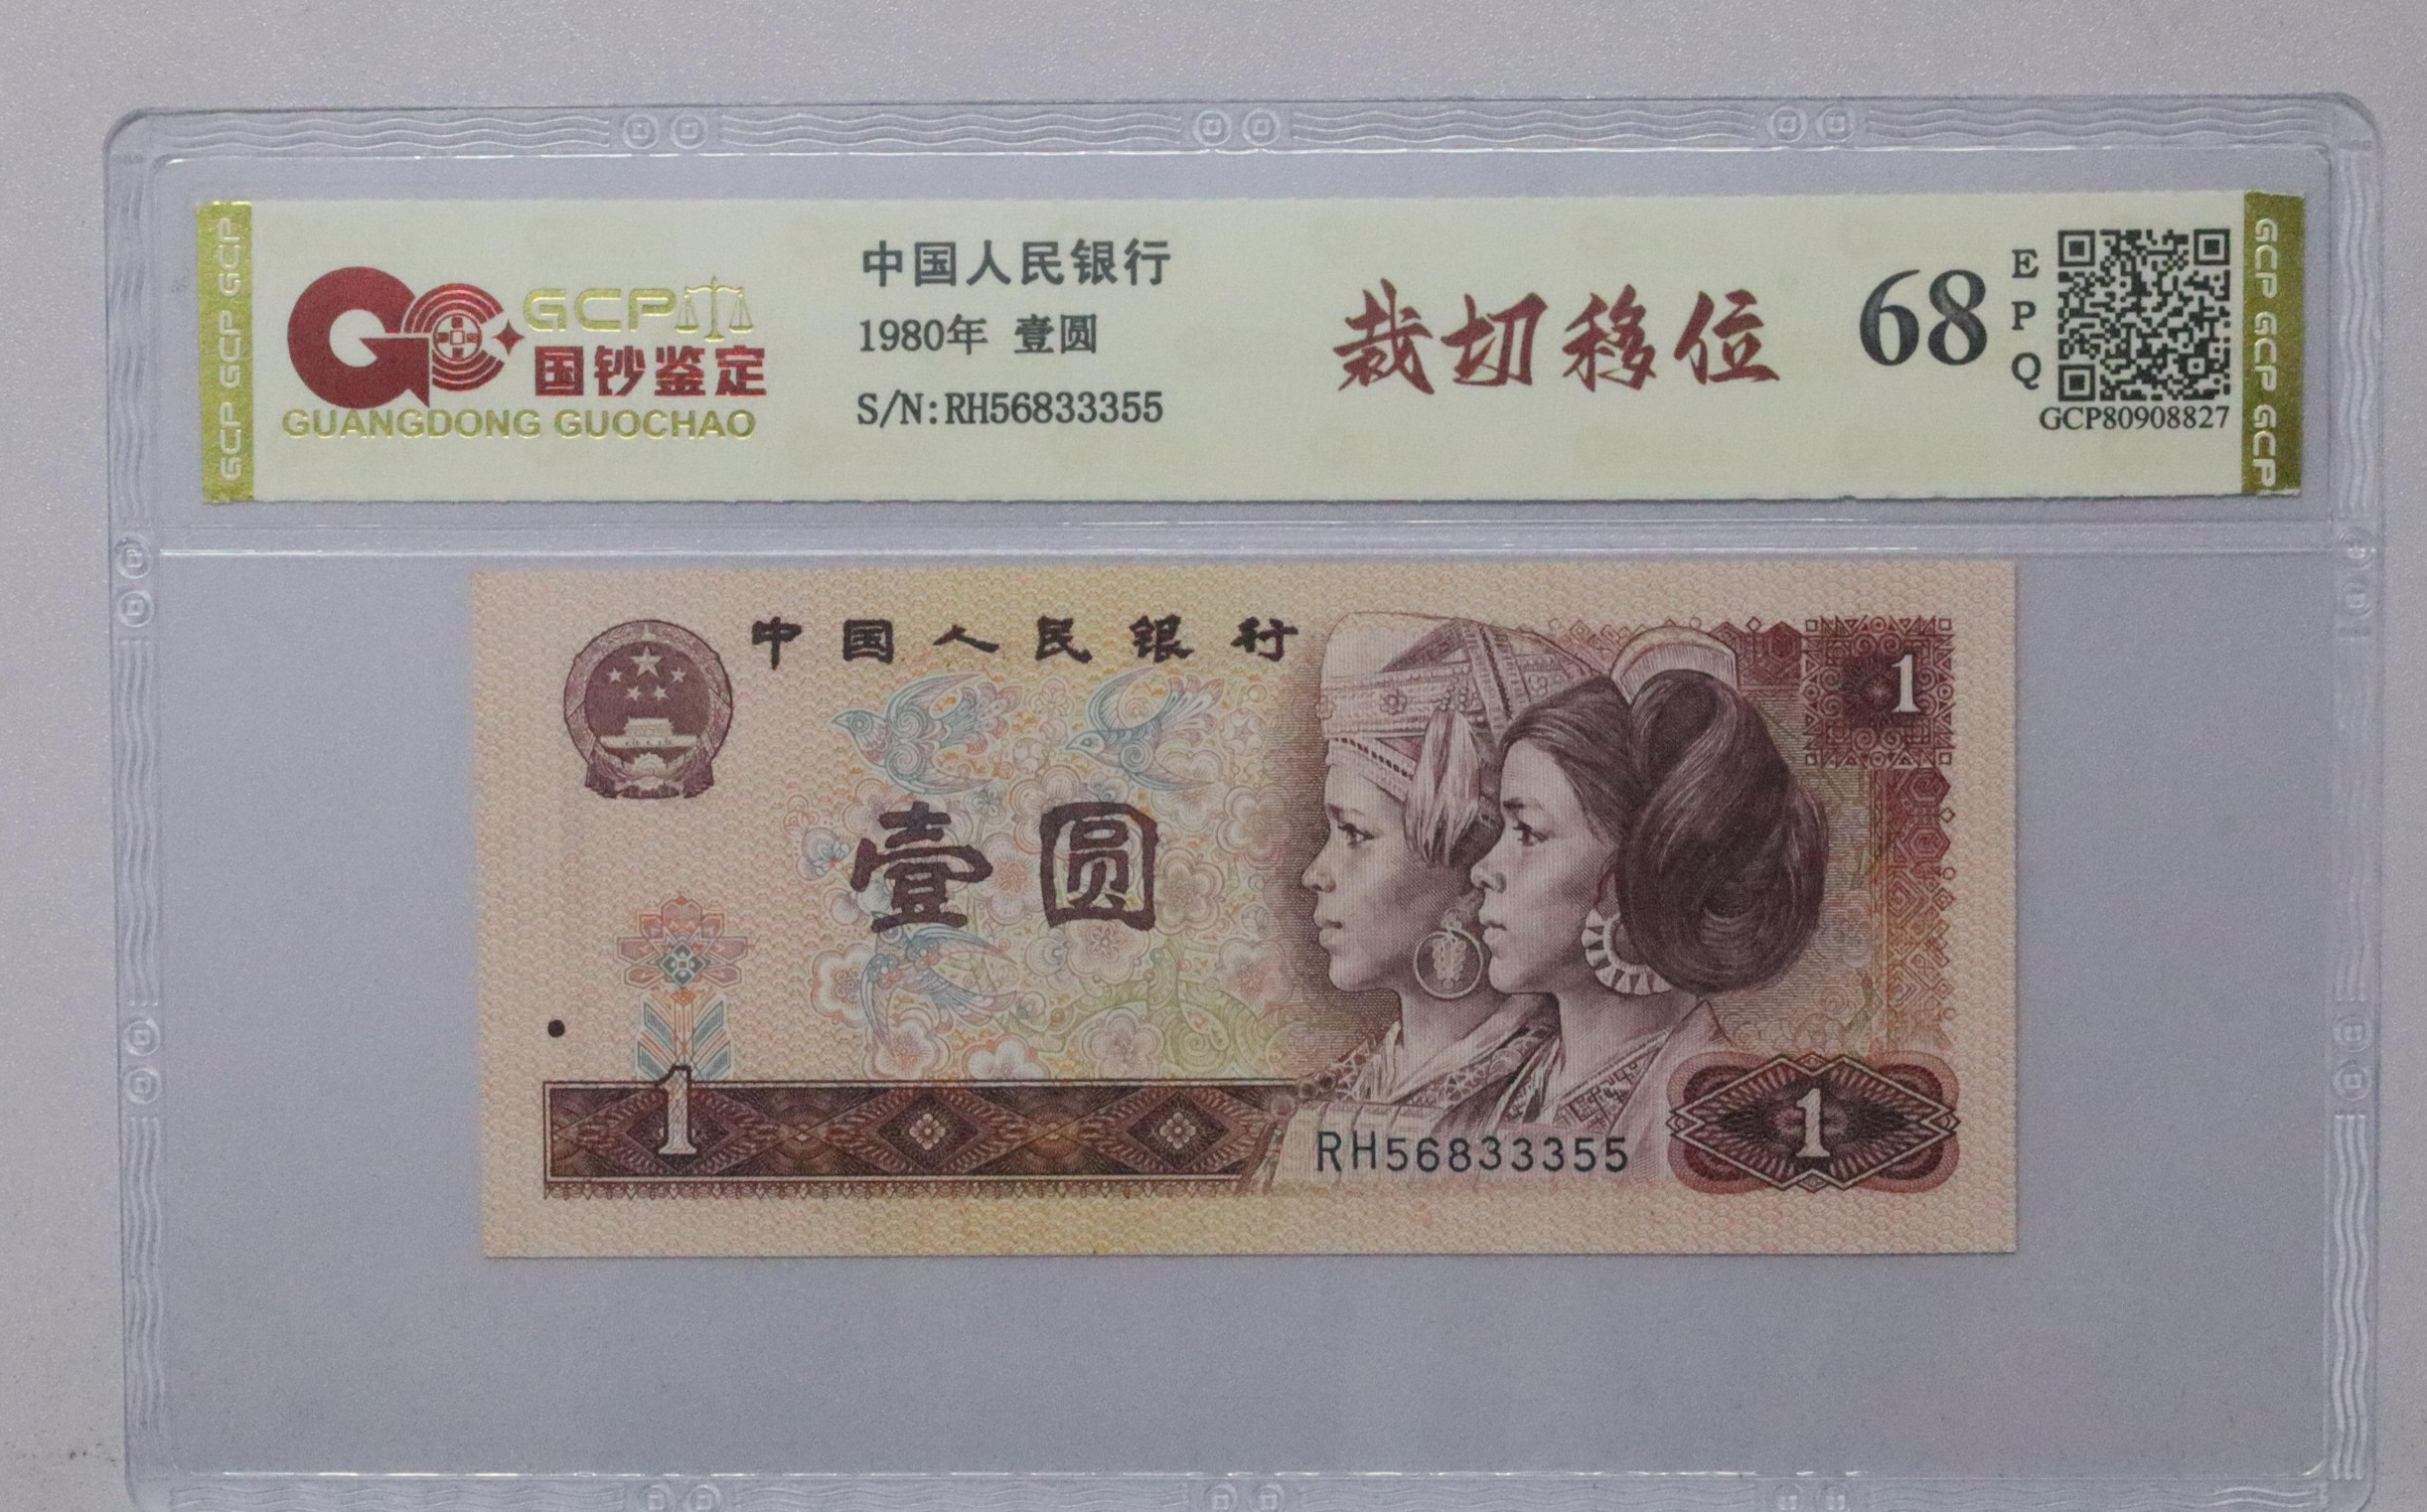 GCP GCP GCP GCP
GCP
国钞鉴定
GUANGDONG GUOCHAO
中国人民银行
1980年 壹圆
S/N:RH56833355
裁切移位
68
E
P
Q
GCP80908827
GCP GCP GCP GCP
中国人民银行
1
壹圆
1
1
RH56833355